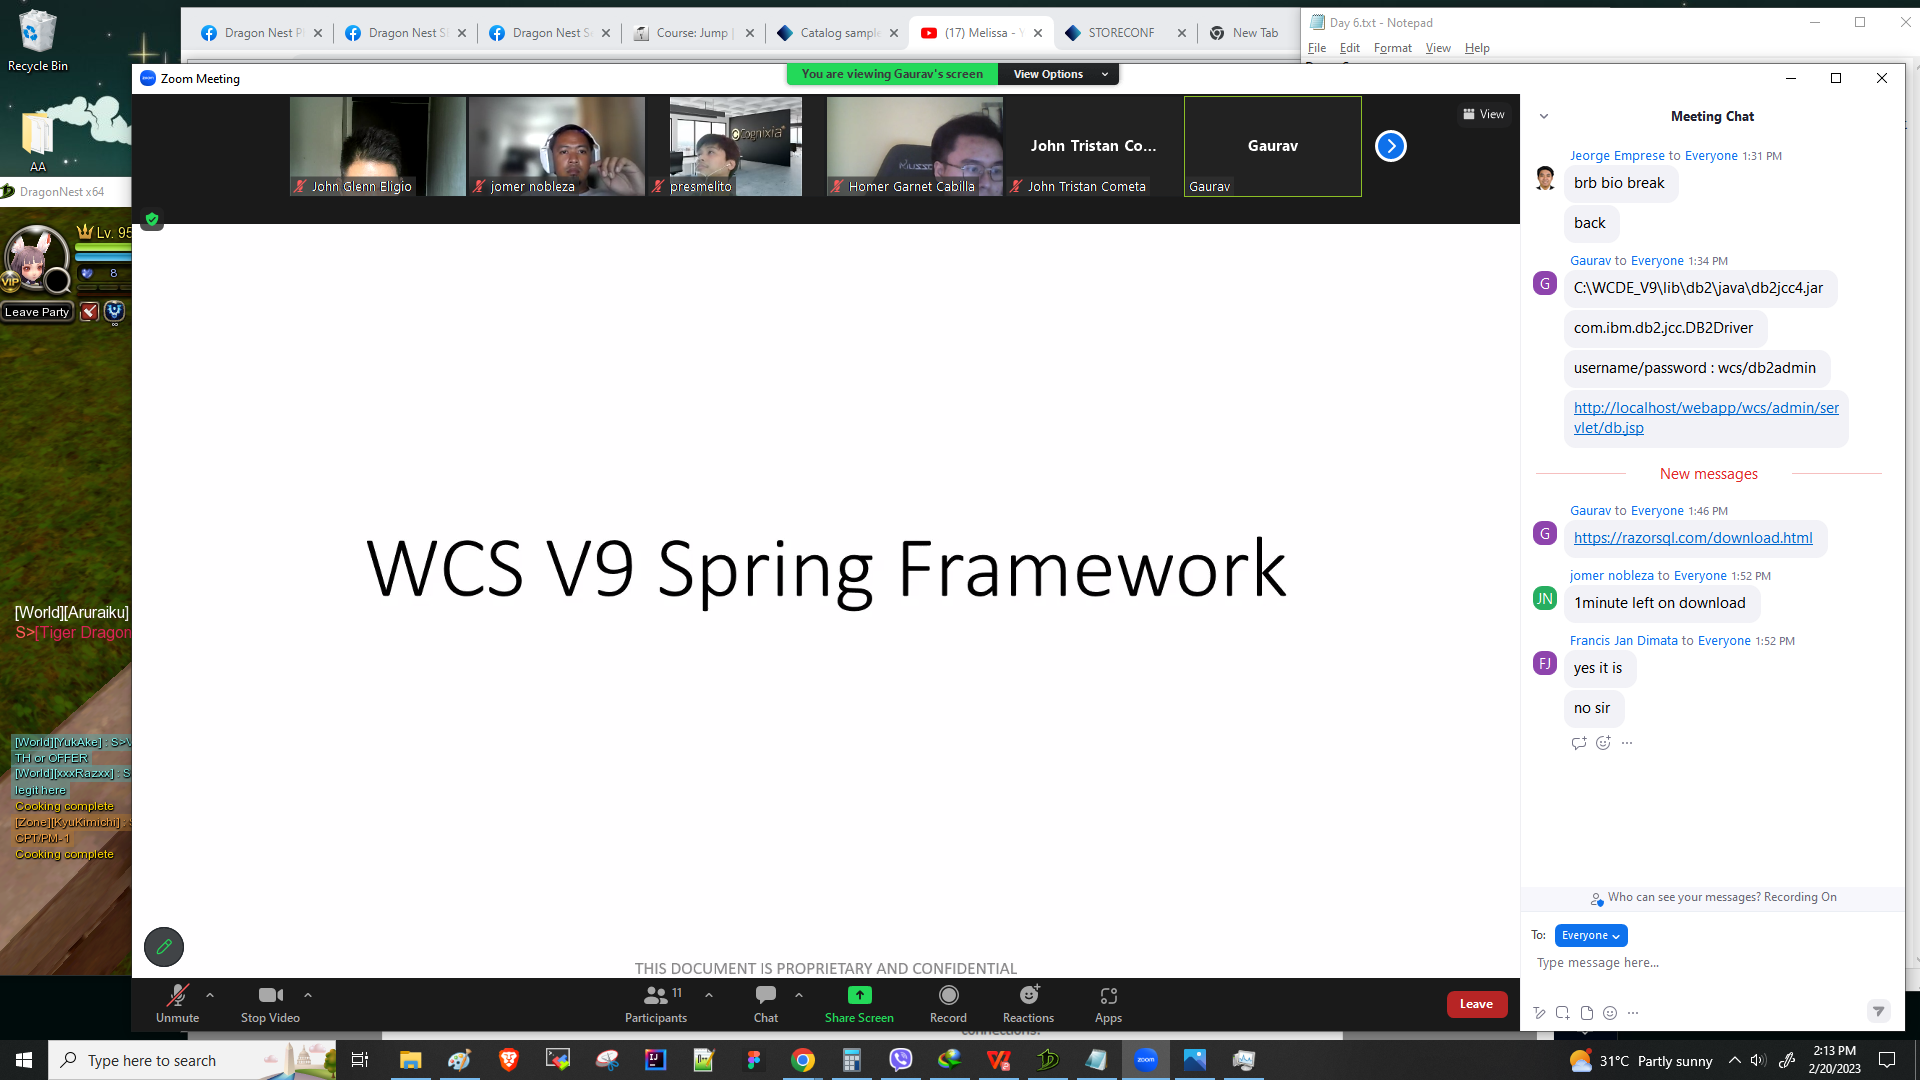 Recycle Bin
AA
DragonNest x64
Lv. 95
8
VIP
Leave Party
[World][Aruraiku]
S>[Tiger Dragon
[World][YukAke] : S>
TH or OFFER
[World][xxxRazxx] : S
legit here
Cooking complete
[Zone][KyuKimichi] :
CPT/PM-1
Cooking complete
Dragon Nest
Dragon Nest
Dragon Nest
Course: Jump |
Catalog sample
(17) Melissa -
STORECONF
New Tab
Day 6.txt - Notepad
File Edit Format View Help
Zoom Meeting
You are viewing Gaurav's screen
View Options
John Glenn Eligio
jomer nobleza
Cognixia
presmelito
Homer Garnet Cabilla
John Tristan Co...
John Tristan Cometa
Gaurav
Gaurav
View
WCS V9 Spring Framework
THIS DOCUMENT IS PROPRIETARY AND CONFIDENTIAL
Meeting Chat
Jeorge Emprese to Everyone 1:31 PM
brb bio break
back
Gaurav to Everyone 1:34 PM
G
C:\WCDE_V9\lib\db2\java\db2jcc4.jar
com.ibm.db2.jcc.DB2Driver
username/password : wcs/db2admin
http://localhost/webapp/wcs/admin/ser
vlet/db.jsp
New messages
Gaurav to Everyone 1:46 PM
G
https://razorsql.com/download.html
jomer nobleza to Everyone 1:52 PM
JN
1minute left on download
Francis Jan Dimata to Everyone 1:52 PM
FJ
yes it is
no sir
Who can see your messages? Recording On
To: Everyone
Type message here...
Unmute
Stop Video
11
Participants
Chat
Share Screen
Record
Reactions
Apps
Leave
connections.
Type here to search
zoom
31°C Partly sunny
2:13 PM
2/20/2023